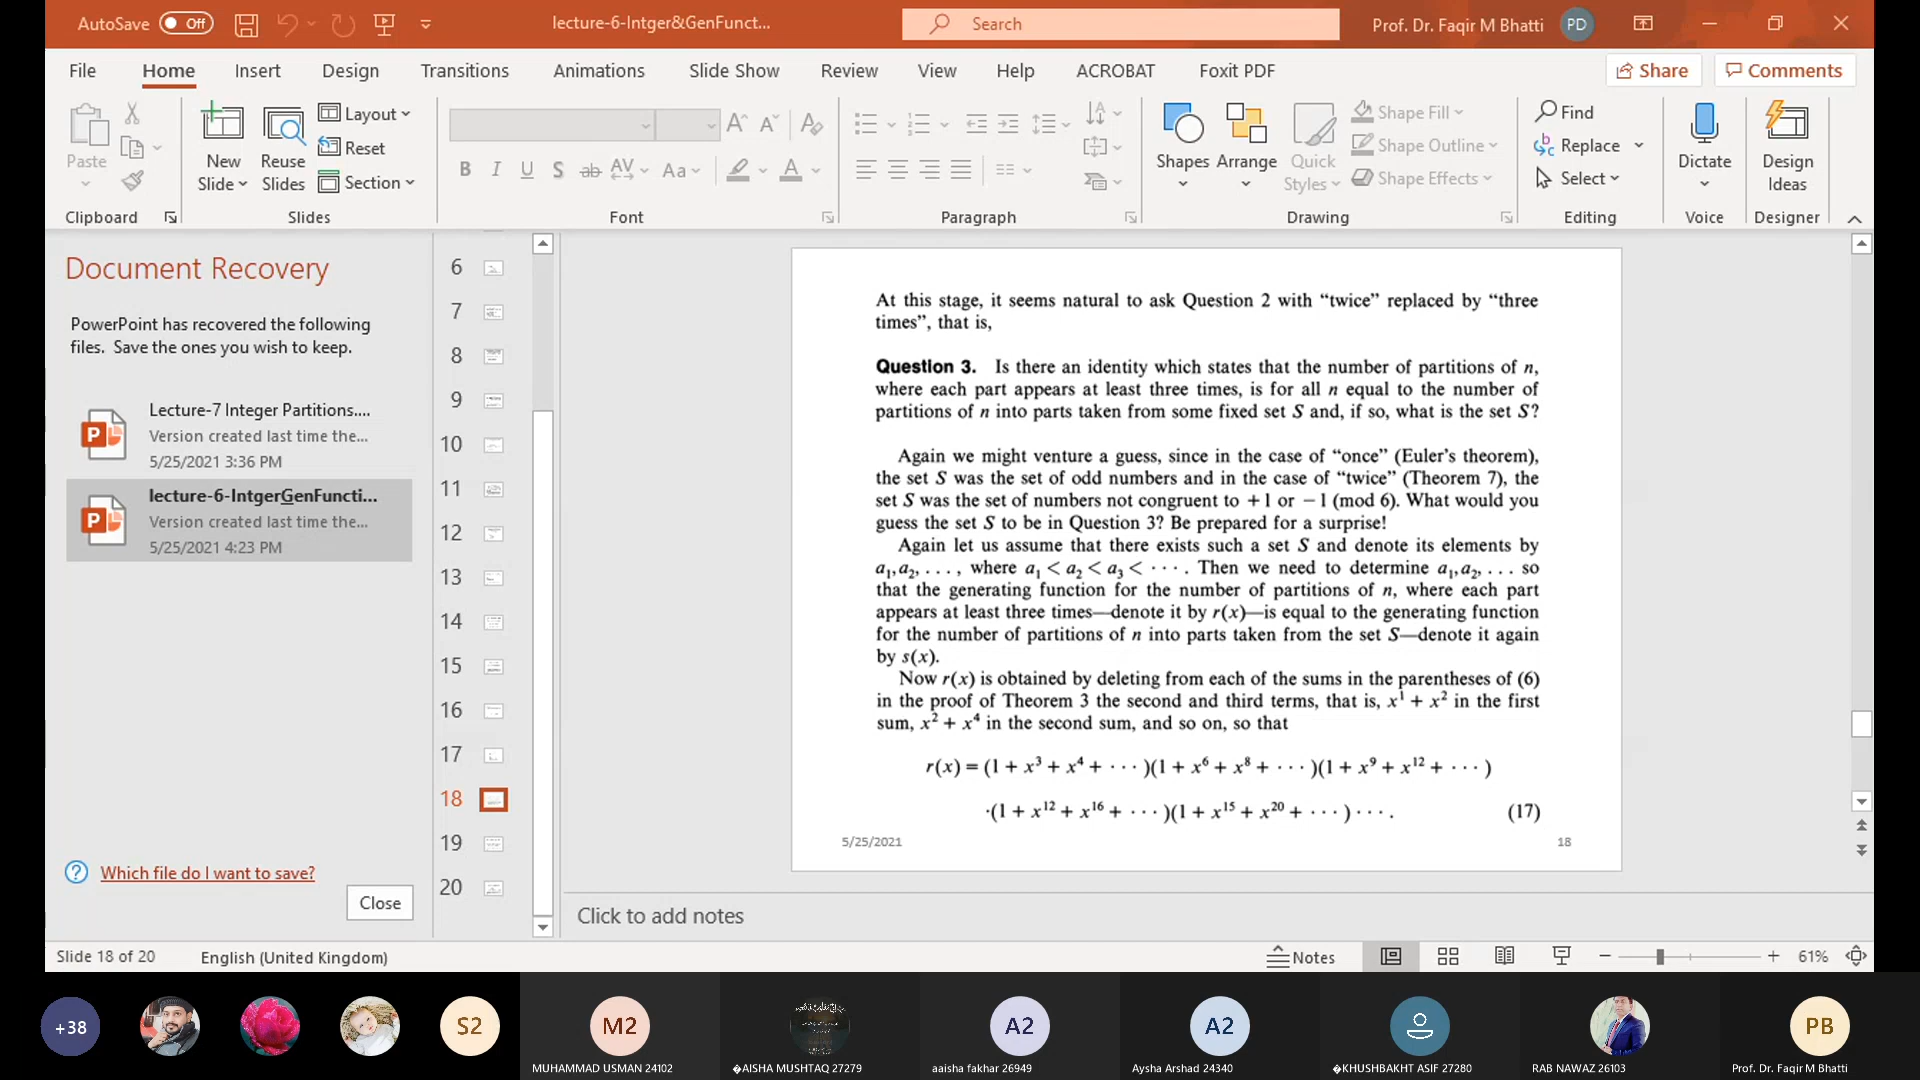 AutoSave Off
lecture-6-Intger&GenFunct...
Search
Prof. Dr. Faqir M Bhatti PD
File Home Insert Design Transitions Animations Slide Show Review View Help ACROBAT Foxit PDF
Share Comments
Paste
New Slide
Reuse Slides
Layout
Reset
Section
B I U S ab AV Aa A
Shapes Arrange Quick Styles
Shape Fill
Shape Outline
Shape Effects
Find
Replace
Select
Dictate
Design Ideas
Clipboard Slides Font Paragraph Drawing Editing Voice Designer
Document Recovery
PowerPoint has recovered the following
files. Save the ones you wish to keep.
Lecture-7 Integer Partitions....
Version created last time the...
5/25/2021 3:36 PM
lecture-6-IntgerGenFuncti...
Version created last time the...
5/25/2021 4:23 PM
Which file do I want to save?
Close
6
7
8
9
10
11
12
13
14
15
16
17
18
19
20
At this stage, it seems natural to ask Question 2 with “twice” replaced by “three
times”, that is,
Question 3. Is there an identity which states that the number of partitions of n,
where each part appears at least three times, is for all n equal to the number of
partitions of n into parts taken from some fixed set S and, if so, what is the set S?
Again we might venture a guess, since in the case of “once” (Euler’s theorem),
the set S was the set of odd numbers and in the case of “twice” (Theorem 7), the
set S was the set of numbers not congruent to +1 or −1 (mod 6). What would you
guess the set S to be in Question 3? Be prepared for a surprise!
Again let us assume that there exists such a set S and denote its elements by
a₁, a₂, . . . , where a₁ < a₂ < a₃ < · · · . Then we need to determine a₁, a₂, . . . so
that the generating function for the number of partitions of n, where each part
appears at least three times—denote it by r(x)—is equal to the generating function
for the number of partitions of n into parts taken from the set S—denote it again
by s(x).
Now r(x) is obtained by deleting from each of the sums in the parentheses of (6)
in the proof of Theorem 3 the second and third terms, that is, x¹ + x² in the first
sum, x² + x⁴ in the second sum, and so on, so that
r(x) = (1 + x³ + x⁴ + · · · )(1 + x⁶ + x⁸ + · · · )(1 + x⁹ + x¹² + · · · )
·(1 + x¹² + x¹⁶ + · · · )(1 + x¹⁵ + x²⁰ + · · · ) · · · . (17)
5/25/2021 18
Click to add notes
Slide 18 of 20 English (United Kingdom) Notes 61%
+38 S2 M2 A2 A2 PB
MUHAMMAD USMAN 24102 �AISHA MUSHTAQ 27279 aaisha fakhar 26949 Aysha Arshad 24340 �KHUSHBAKHT ASIF 27280 RAB NAWAZ 26103 Prof. Dr. Faqir M Bhatti